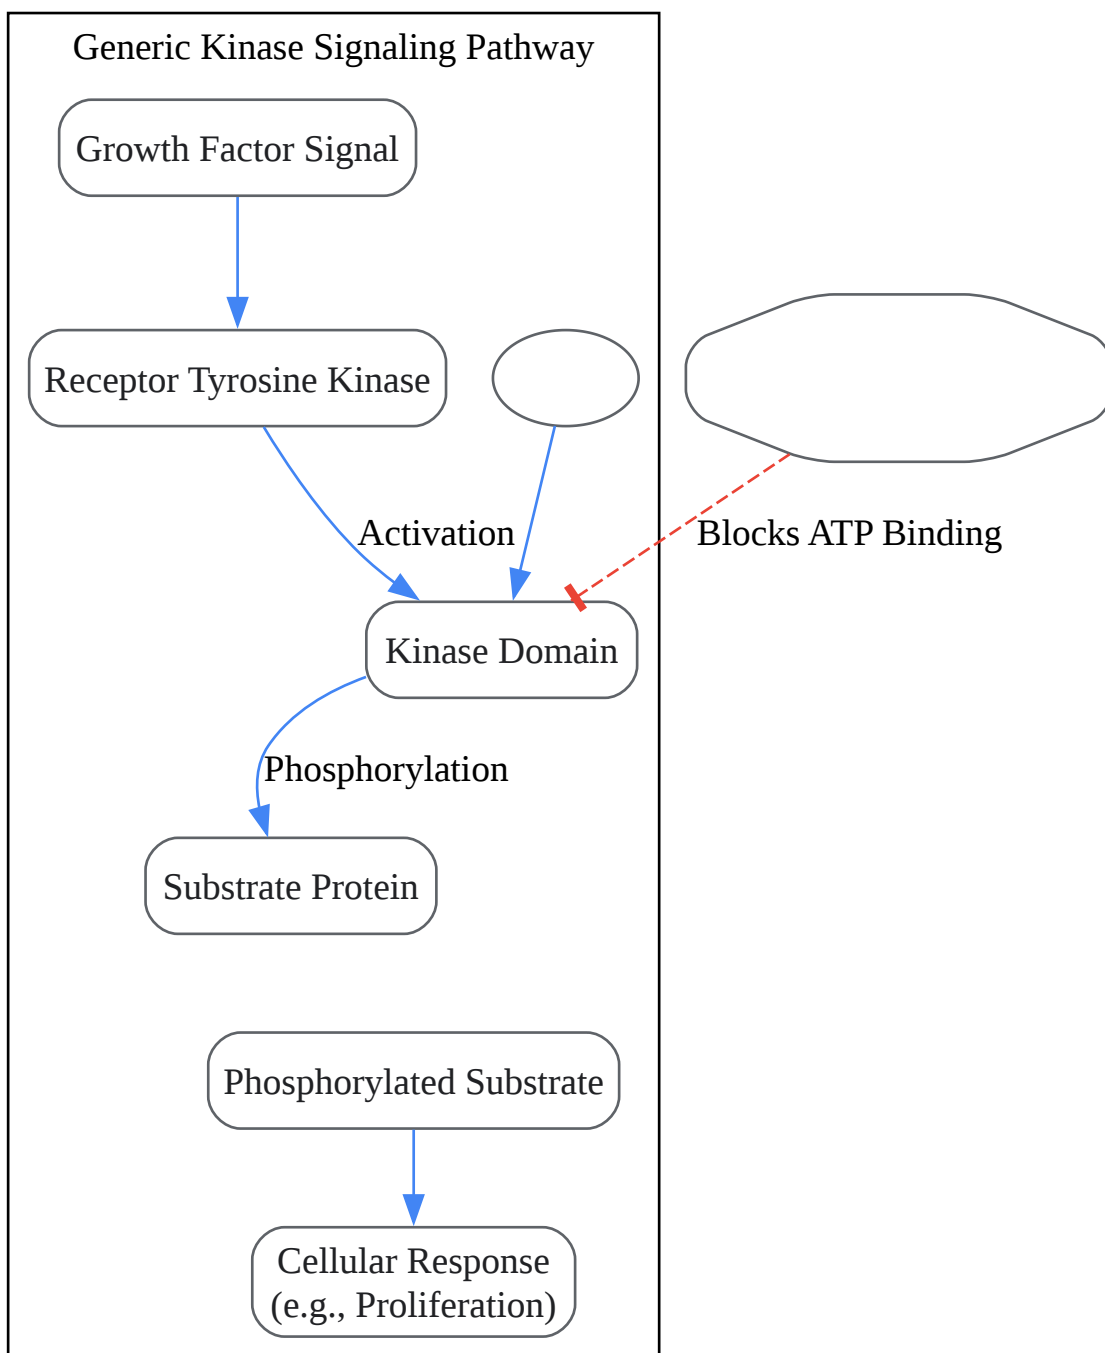 Generic Kinase Signaling Pathway
Growth Factor Signal
Receptor Tyrosine Kinase
Activation
Blocks ATP Binding
Kinase Domain
Phosphorylation
Substrate Protein
Phosphorylated Substrate
Cellular Response
(e.g., Proliferation)